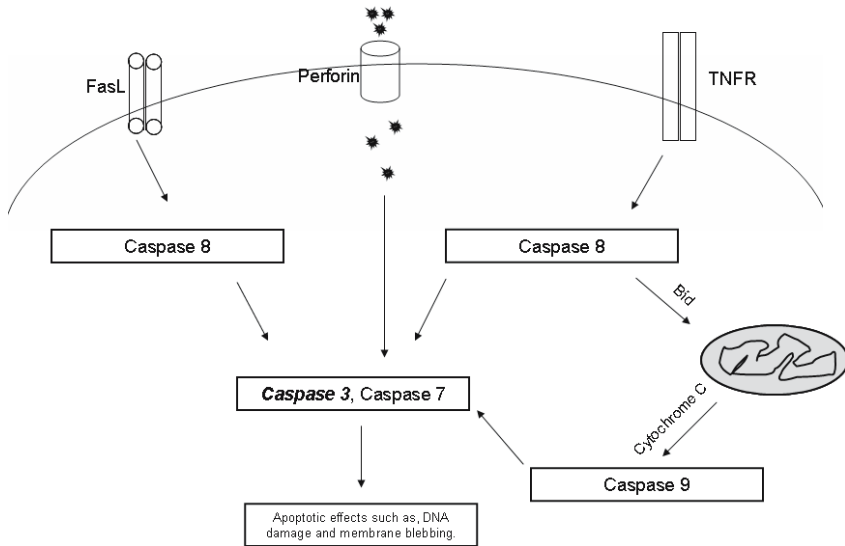 FasL
Perforin
TNFR
Caspase 8
Caspase 8
Bid
Caspase 3, Caspase 7
Cytochrome C
Caspase 9
Apoptotic effects such as, DNA
damage and membrane blebbing.